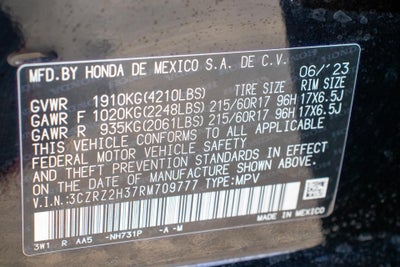 MFD.BY HONDA DE MEXICO S.A. DE C.V. 06/'23
GVWR 1910KG(4210LBS) TIRE SIZE RIM SIZE
GAWR F 1020KG(2248LBS) 215/60R17 96H 17X6.5J
GAWR R 935KG(2061LBS) 215/60R17 96H 17X6.5J
THIS VEHICLE CONFORMS TO ALL APPLICABLE
FEDERAL MOTOR VEHICLE SAFETY
AND THEFT PREVENTION STANDARDS IN EFFECT
ON THE DATE OF MANUFACTURE SHOWN ABOVE.
V.I.N.:3CZRZ2H37RM709777 TYPE:MPV
3W1 R AA5 -NH731P -A -M
MADE IN MEXICO